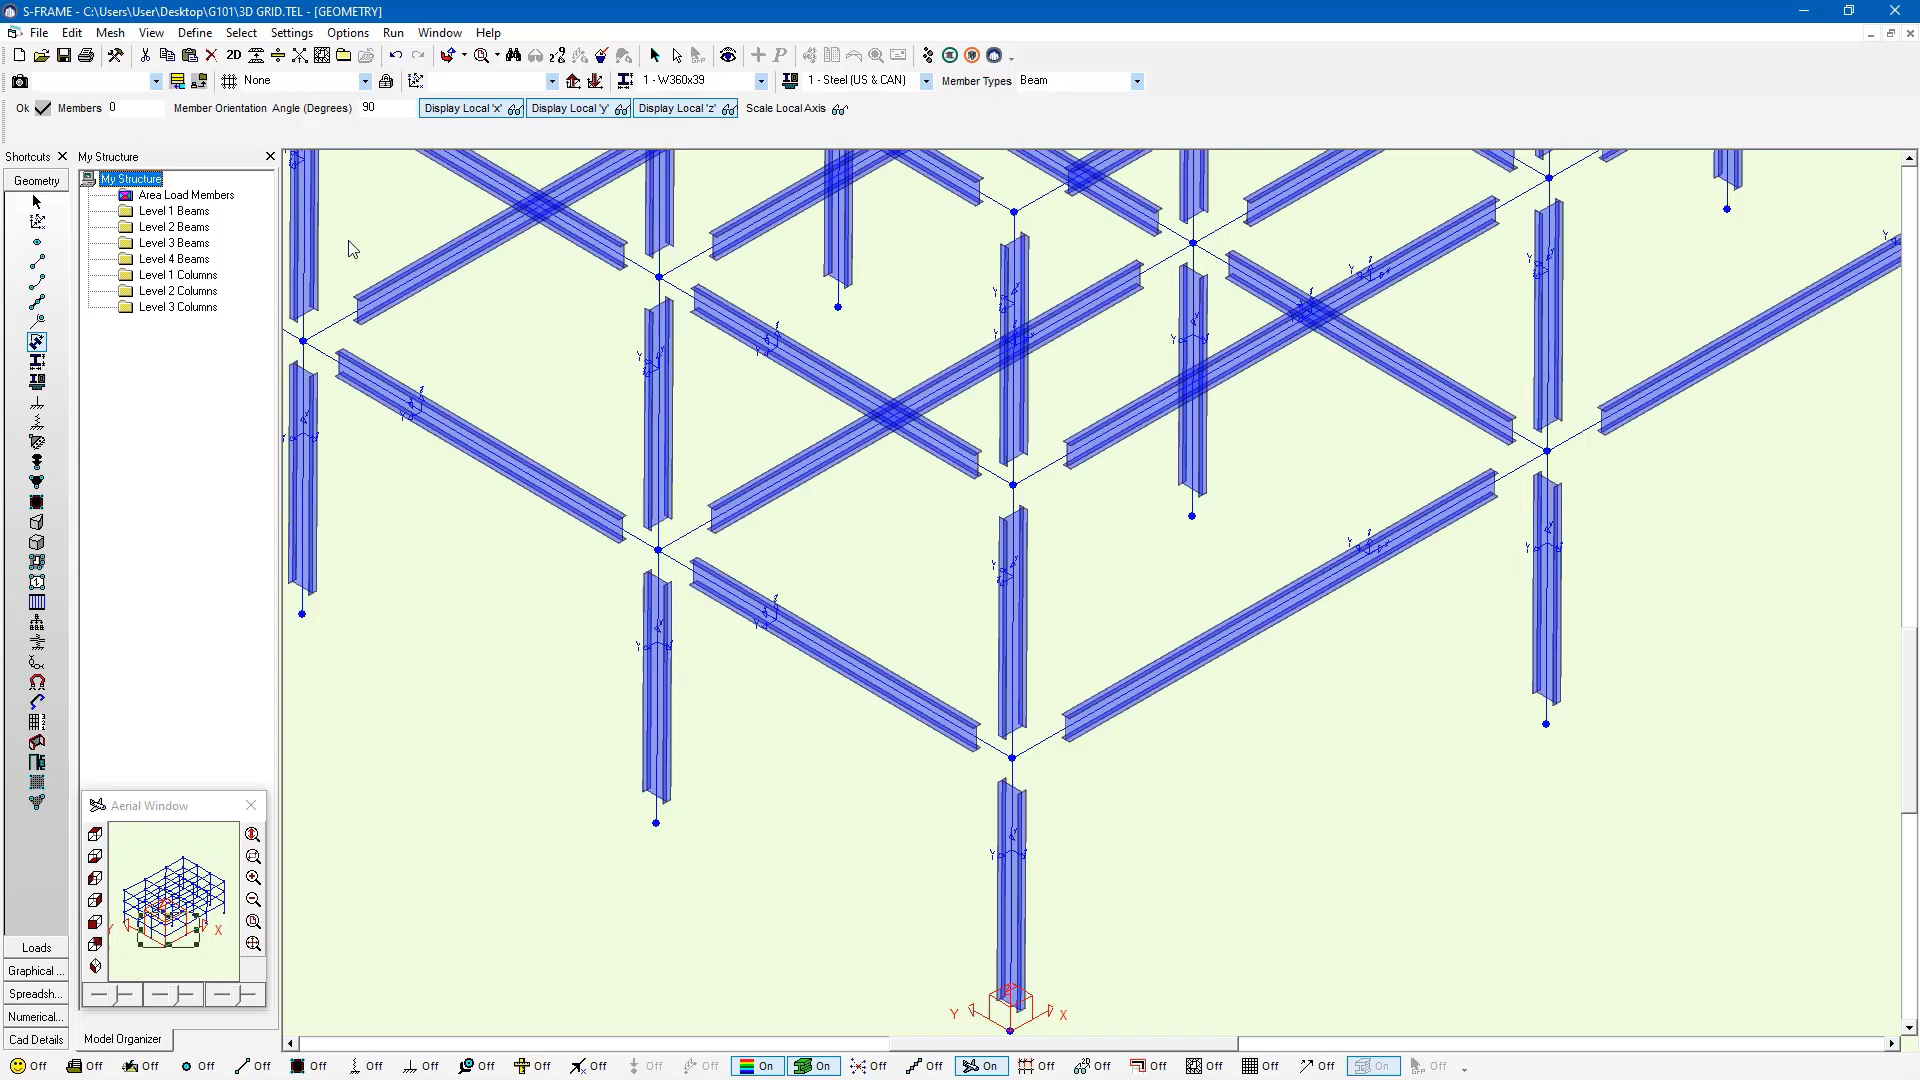 S-FRAME - C:\Users\User\Desktop\G101\3D GRID.TEL - [GEOMETRY]
File Edit Mesh View Define Select Settings Options Run Window Help
2D
None
1 - W360x39
1 - Steel (US & CAN)
Member Types Beam
Ok Members 0 Member Orientation Angle (Degrees) 90 Display Local 'x' Display Local 'y' Display Local 'z' Scale Local Axis
Shortcuts
My Structure
Geometry
My Structure
Area Load Members
Level 1 Beams
Level 2 Beams
Level 3 Beams
Level 4 Beams
Level 1 Columns
Level 2 Columns
Level 3 Columns
Aerial Window
Y X
Loads
Graphical ...
Spreadsh...
Numerical...
Cad Details
Model Organizer
Y Z X
Off Off Off Off Off Off Off Off Off Off Off Off Off On On Off Off On Off Off Off Off Off Off On Off